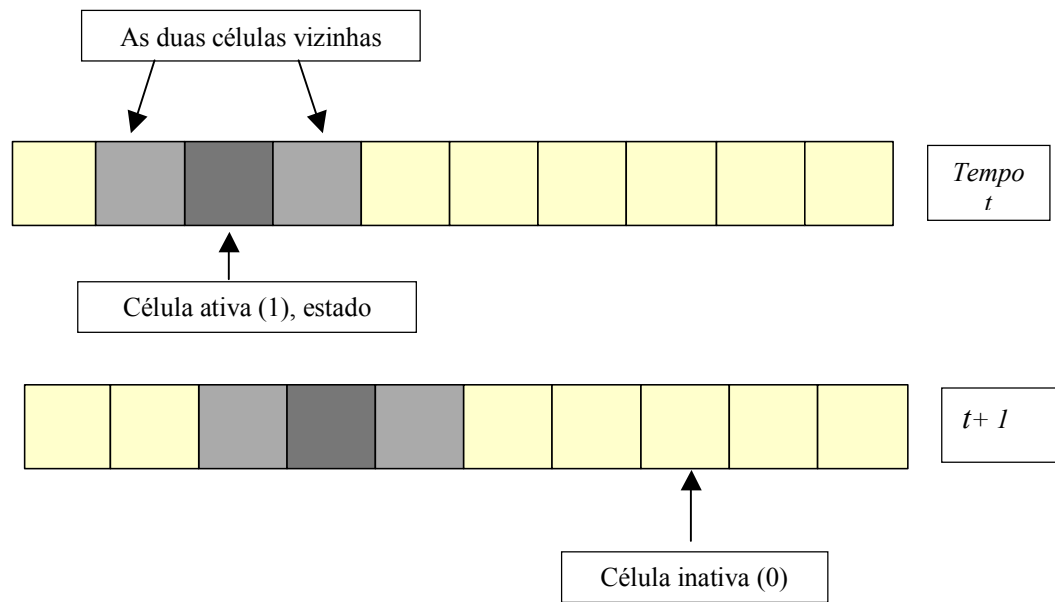 As duas células vizinhas
Tempo
t
Célula ativa (1), estado
t+ 1
Célula inativa (0)